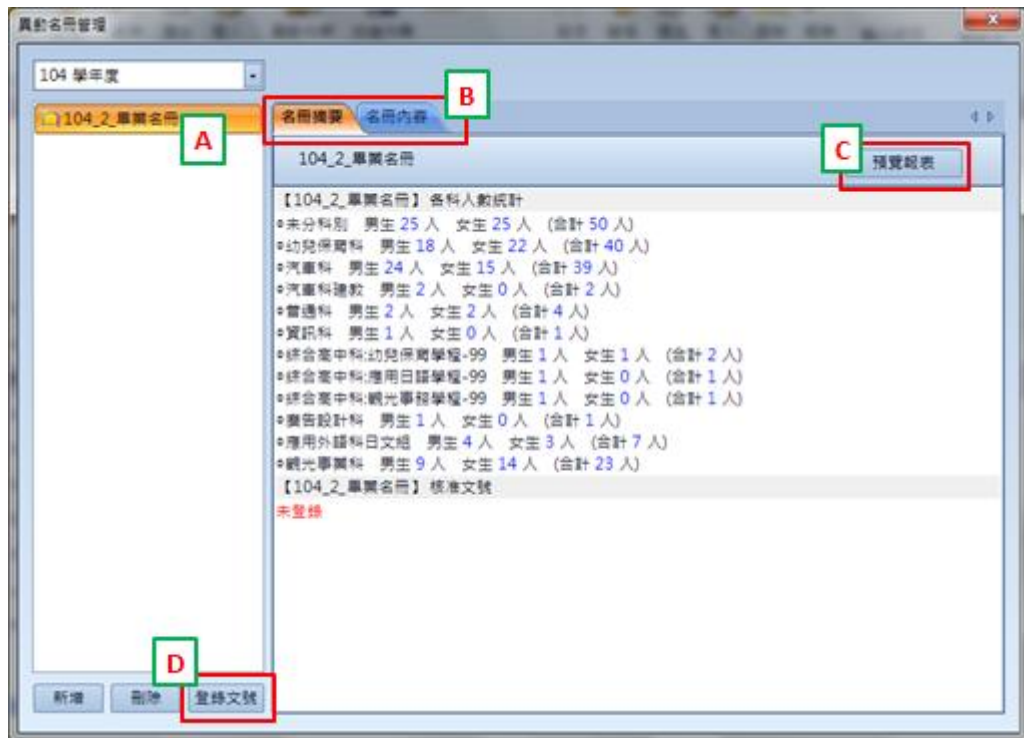 異動名冊管理
104 學年度
104_2_畢業名冊
A
名冊摘要 名冊內容
B
104_2_畢業名冊
C
預覽報表
【104_2_畢業名冊】各科人數統計
未分科別 男生 25 人 女生 25 人 (合計 50 人)
幼兒保育科 男生 18 人 女生 22 人 (合計 40 人)
汽車科 男生 24 人 女生 15 人 (合計 39 人)
汽車科建教 男生 2 人 女生 0 人 (合計 2 人)
普通科 男生 2 人 女生 2 人 (合計 4 人)
資訊科 男生 1 人 女生 0 人 (合計 1 人)
綜合高中科:幼兒保育學程-99 男生 1 人 女生 1 人 (合計 2 人)
綜合高中科:應用日語學程-99 男生 1 人 女生 0 人 (合計 1 人)
綜合高中科:觀光事務學程-99 男生 1 人 女生 0 人 (合計 1 人)
廣告設計科 男生 1 人 女生 0 人 (合計 1 人)
應用外語科日文組 男生 4 人 女生 3 人 (合計 7 人)
觀光事業科 男生 9 人 女生 14 人 (合計 23 人)
【104_2_畢業名冊】核准文號
未登錄
D
新增 刪除 登錄文號